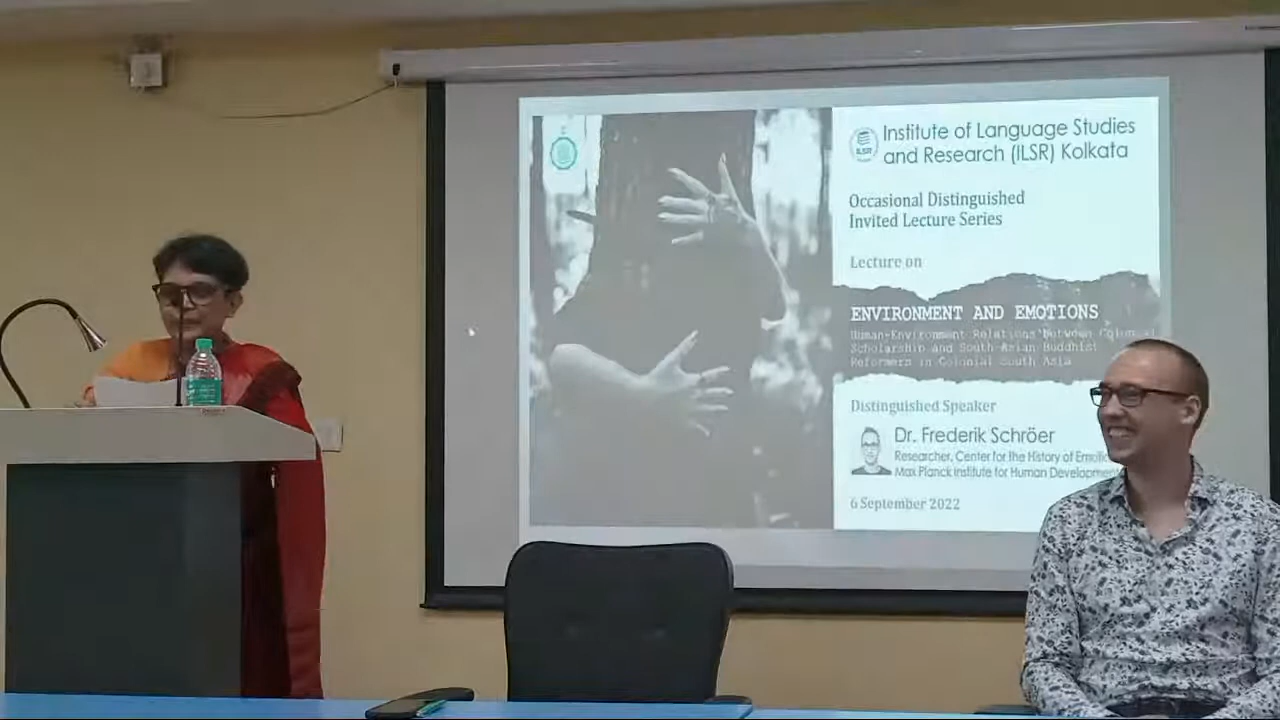 Institute of Language Studies
and Research (ILSR) Kolkata
ILSR
Occasional Distinguished
Invited Lecture Series
Lecture on
ENVIRONMENT AND EMOTIONS
Human-Environment Relations between Colonial
Scholarship and South Asian Buddhist
Reformers in Colonial South Asia
Distinguished Speaker
Dr. Frederik Schröer
Researcher, Center for the History of
Max Planck Institute for Human Development
6 September 2022